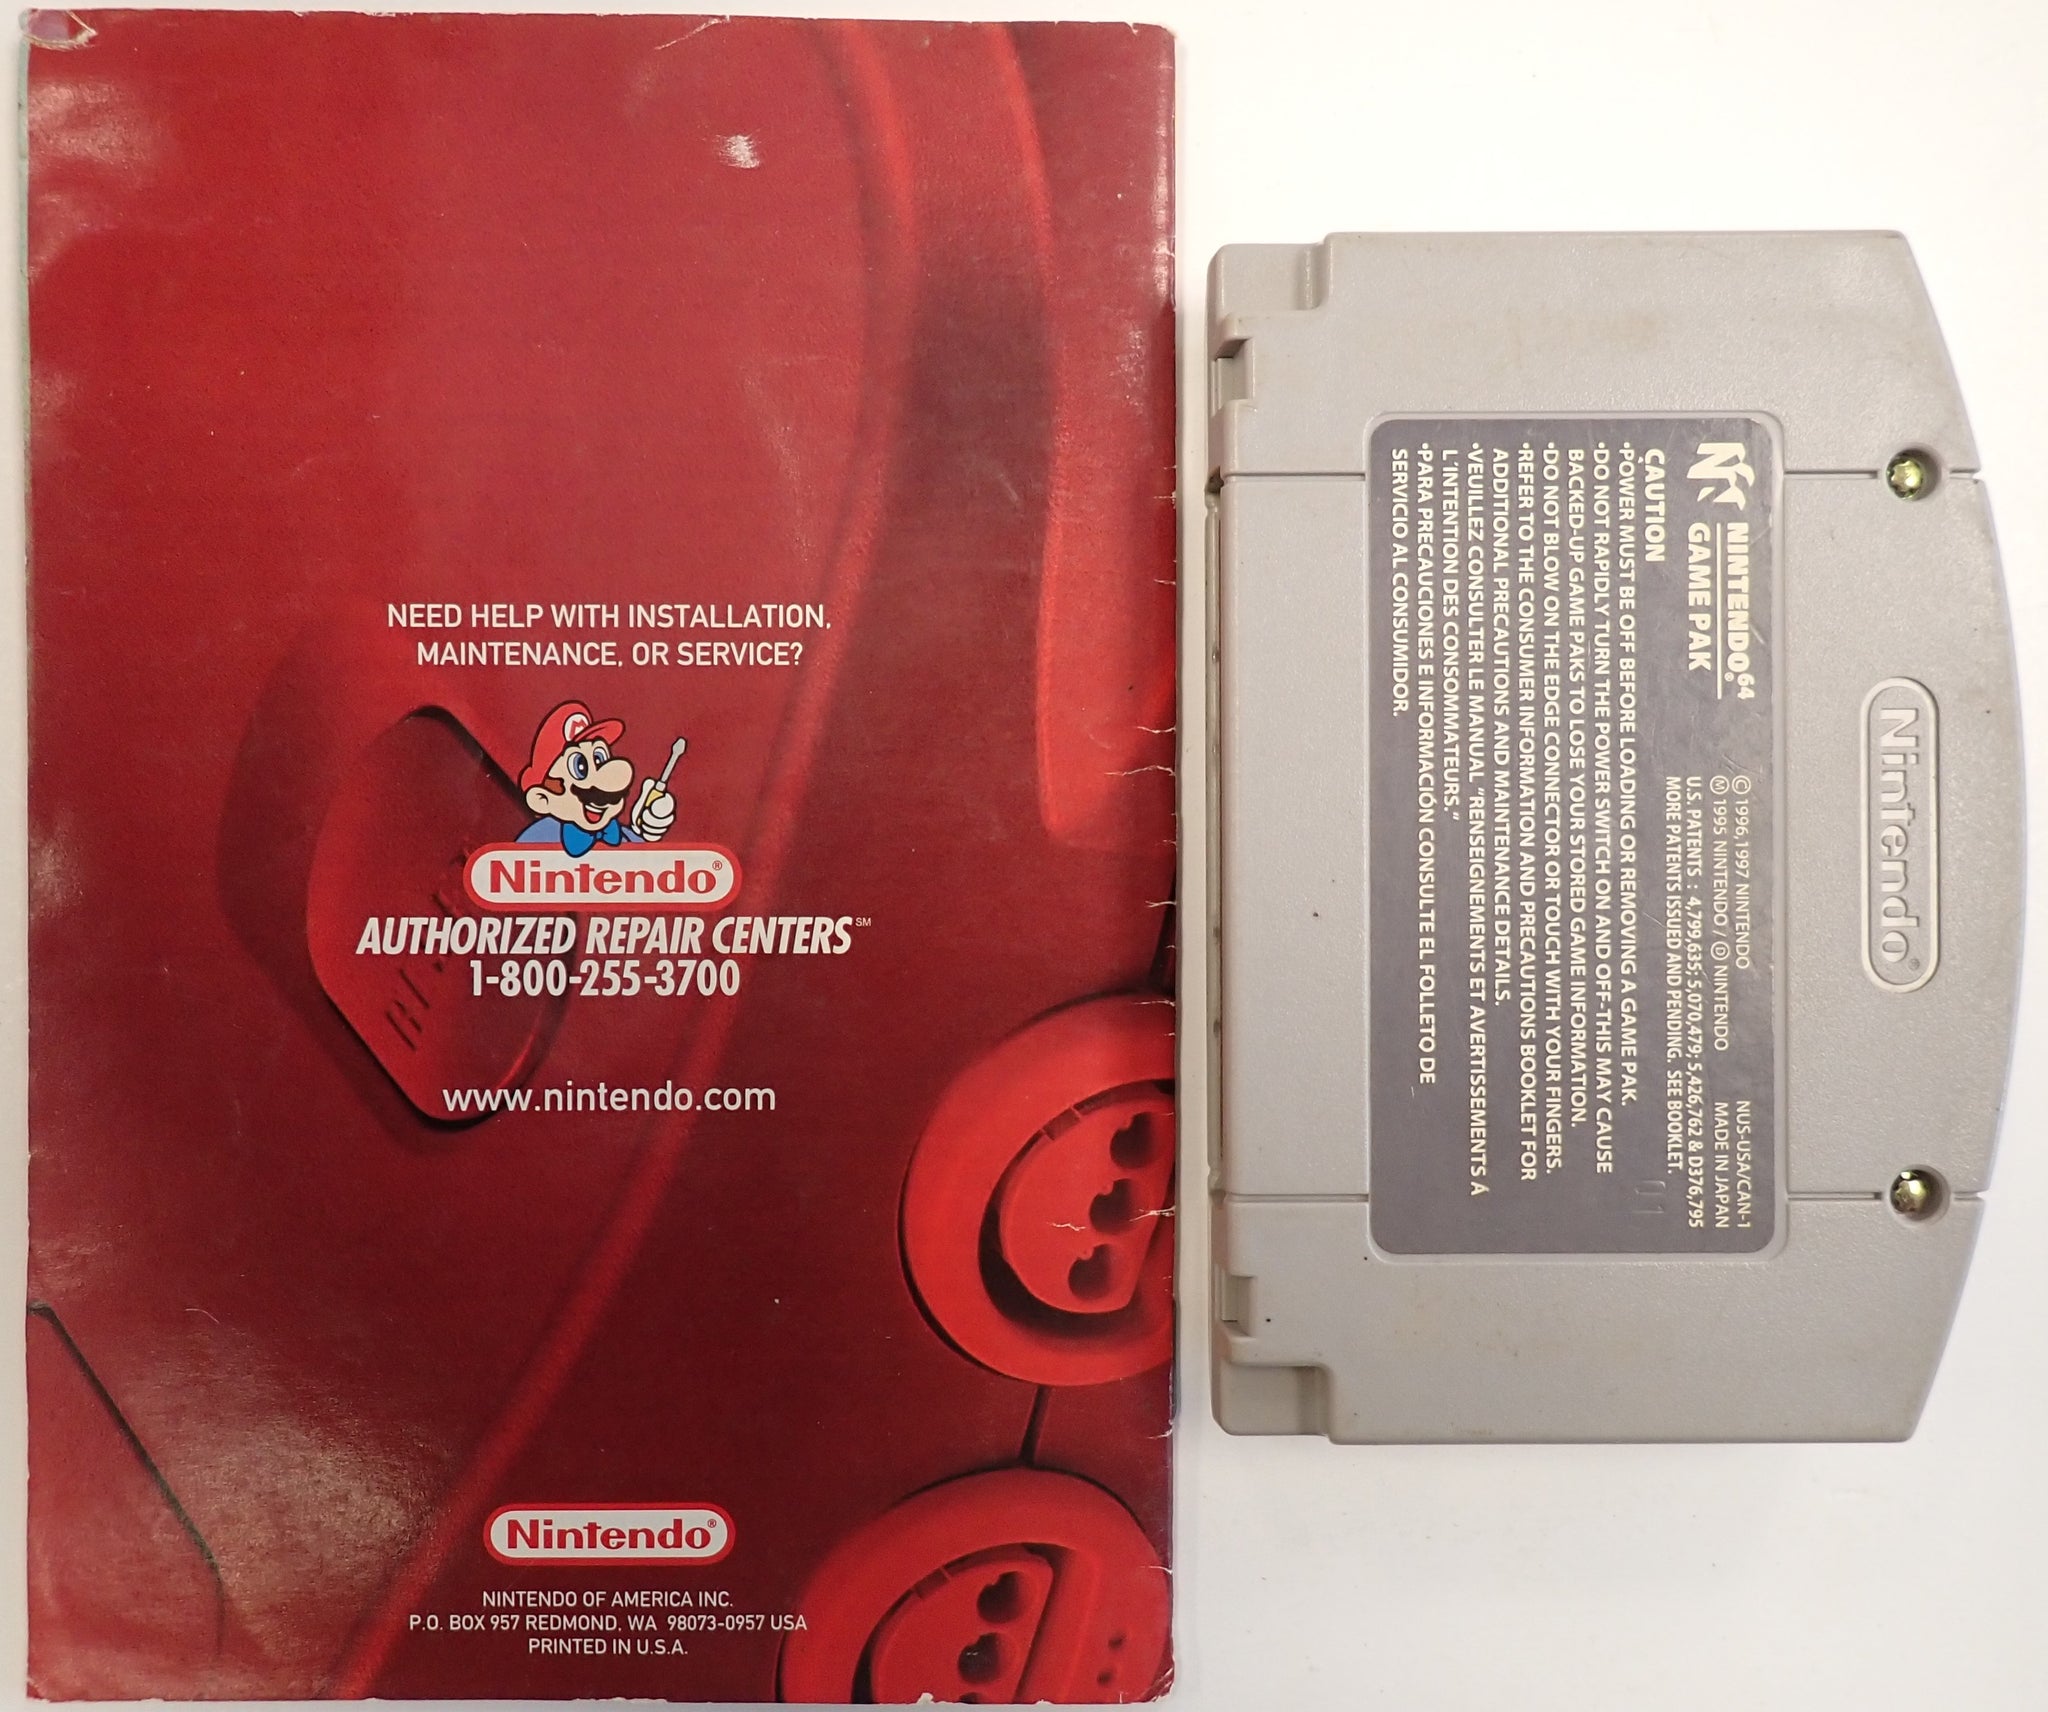 NEED HELP WITH INSTALLATION,
MAINTENANCE, OR SERVICE?
M
Nintendo®
AUTHORIZED REPAIR CENTERS℠
1-800-255-3700
www.nintendo.com
Nintendo®
NINTENDO OF AMERICA INC.
P.O. BOX 957 REDMOND, WA 98073-0957 USA
PRINTED IN U.S.A.
Nintendo®
NINTENDO64®
GAME PAK
© 1996,1997 NINTENDO
Ⓜ 1995 NINTENDO / Ⓓ NINTENDO
U.S. PATENTS : 4,799,635; 5,070,479; 5,426,762 & D376,795
MORE PATENTS ISSUED AND PENDING. SEE BOOKLET.
NUS-USA/CAN-1
MADE IN JAPAN
CAUTION
•POWER MUST BE OFF BEFORE LOADING OR REMOVING A GAME PAK.
•DO NOT RAPIDLY TURN THE POWER SWITCH ON AND OFF-THIS MAY CAUSE
BACKED-UP GAME PAKS TO LOSE YOUR STORED GAME INFORMATION.
•DO NOT BLOW ON THE EDGE CONNECTOR OR TOUCH WITH YOUR FINGERS.
•REFER TO THE CONSUMER INFORMATION AND PRECAUTIONS BOOKLET FOR
ADDITIONAL PRECAUTIONS AND MAINTENANCE DETAILS.
•VEUILLEZ CONSULTER LE MANUAL "RENSEIGNEMENTS ET AVERTISSEMENTS Á
L'INTENTION DES CONSOMMATEURS."
•PARA PRECAUCIONES E INFORMACIÓN CONSULTE EL FOLLETO DE
SERVICIO AL CONSUMIDOR.
01